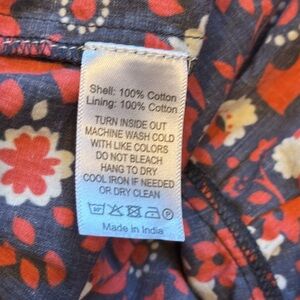 Shell: 100% Cotton
Lining: 100% Cotton
TURN INSIDE OUT
MACHINE WASH COLD
WITH LIKE COLORS
DO NOT BLEACH
HANG TO DRY
COOL IRON IF NEEDED
OR DRY CLEAN
Made in India